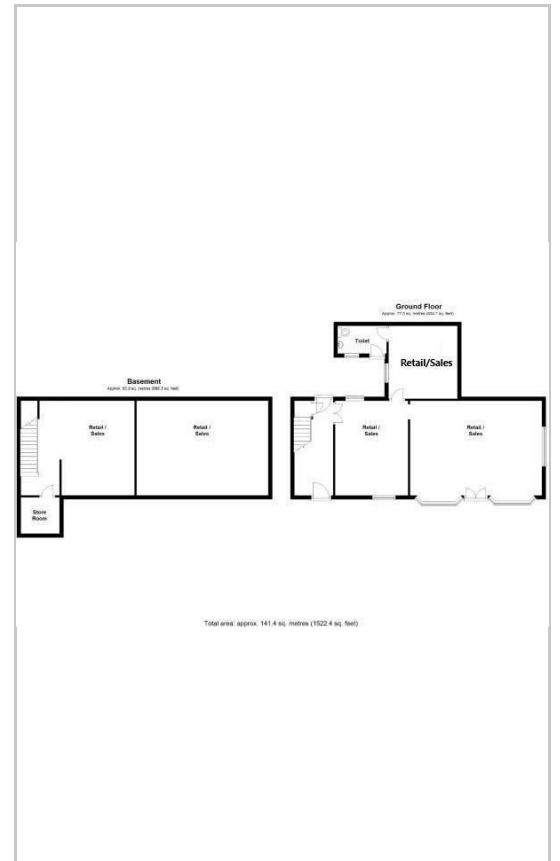 Ground Floor
Toilet
Retail/Sales
Basement
Retail /
Sales
Retail /
Sales
Retail /
Sales
Retail /
Sales
Store
Room
Total area: approx. 141.4 sq. metres (1522.4 sq. feet)